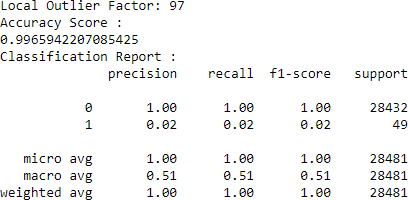 Local Outlier Factor: 97
Accuracy Score :
0.9965942207085425
Classification Report :
precision recall f1-score support
0 1.00 1.00 1.00 28432
1 0.02 0.02 0.02 49
micro avg 1.00 1.00 1.00 28481
macro avg 0.51 0.51 0.51 28481
weighted avg 1.00 1.00 1.00 28481